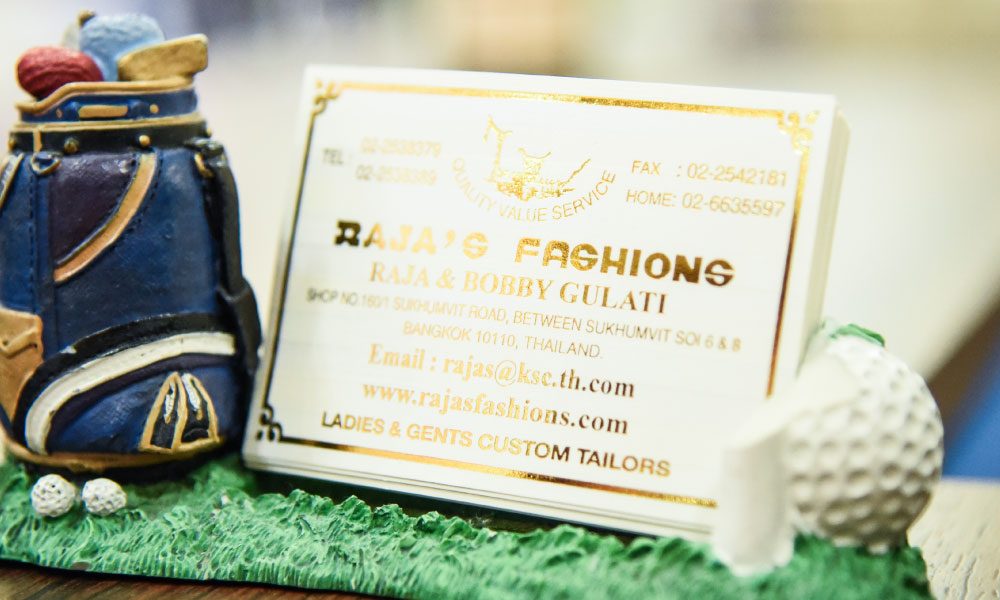 TEL : 02-2538379
02-2538389
QUALITY VALUE SERVICE
FAX : 02-2542181
HOME: 02-6635597
RAJA'S FASHIONS
RAJA & BOBBY GULATI
SHOP NO.160/1 SUKHUMVIT ROAD, BETWEEN SUKHUMVIT SOI 6 & 8
BANGKOK 10110, THAILAND.
Email : rajas@ksc.th.com
www.rajasfashions.com
LADIES & GENTS CUSTOM TAILORS